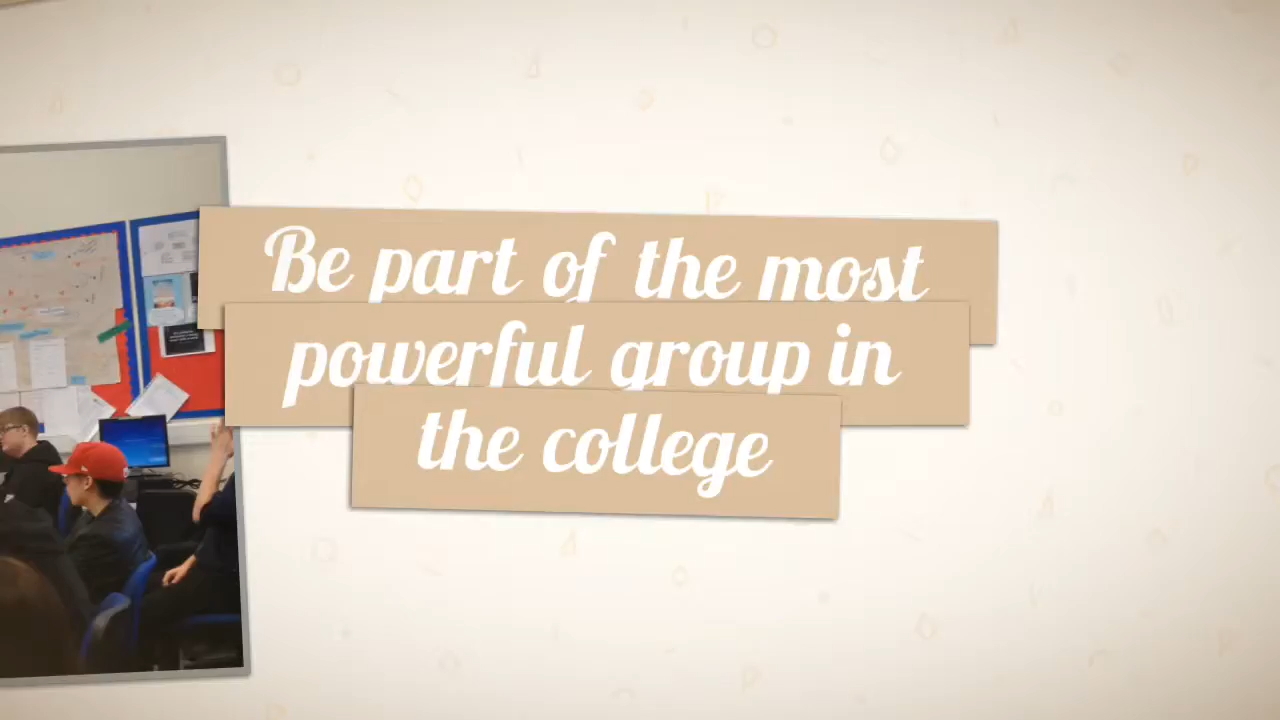 Be part of the most
powerful group in
the college